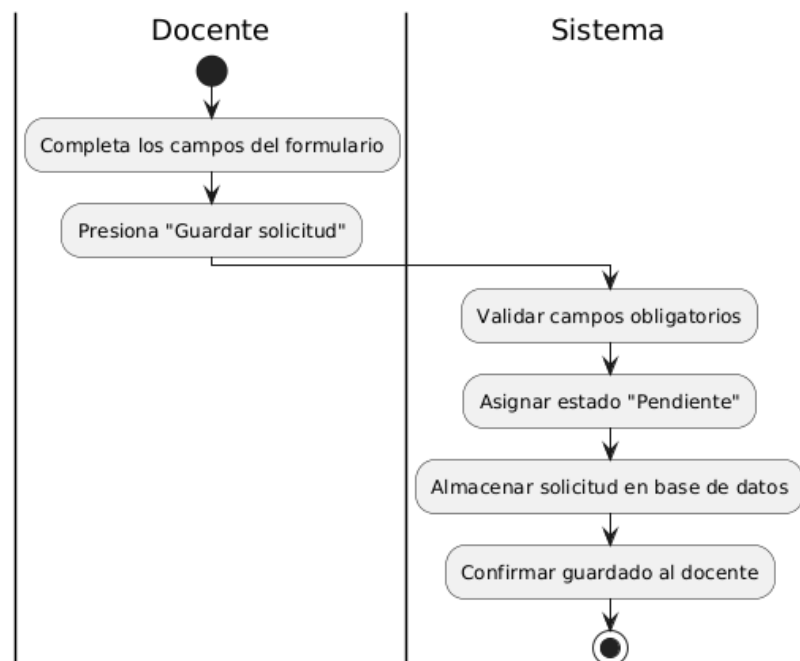 Docente
Sistema
Completa los campos del formulario
Presiona "Guardar solicitud"
Validar campos obligatorios
Asignar estado "Pendiente"
Almacenar solicitud en base de datos
Confirmar guardado al docente